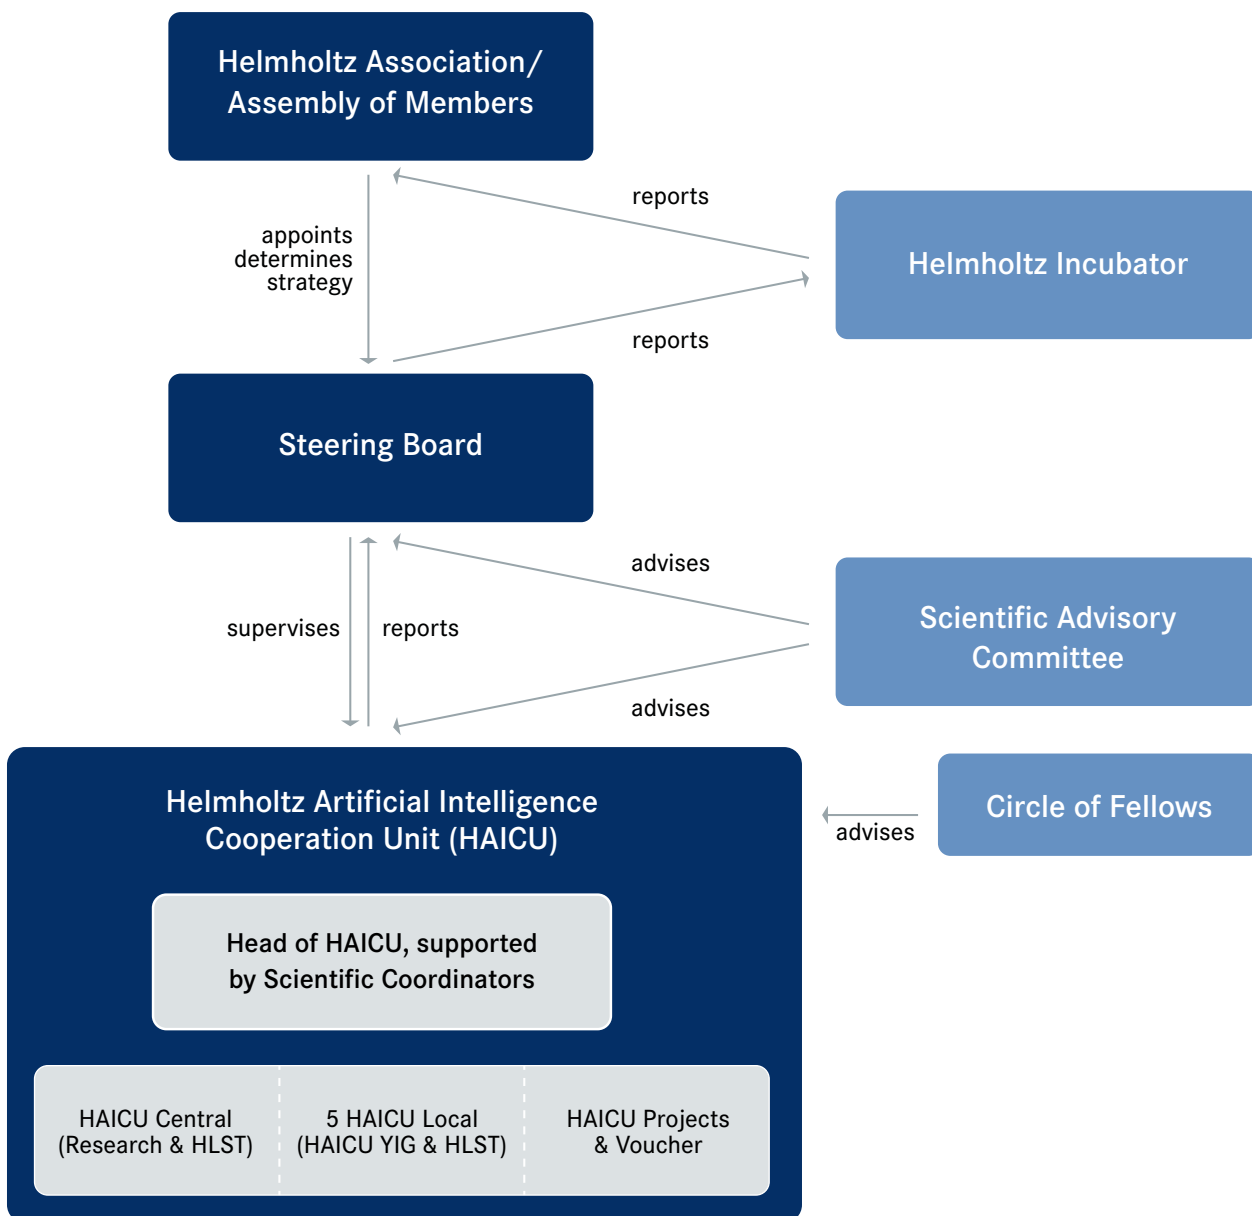 Helmholtz Association/
Assembly of Members
reports
Helmholtz Incubator
appoints
determines
strategy
reports
Steering Board
advises
Scientific Advisory
Committee
supervises
reports
advises
Helmholtz Artificial Intelligence
Cooperation Unit (HAICU)
Circle of Fellows
advises
Head of HAICU, supported
by Scientific Coordinators
HAICU Central
(Research & HLST)
5 HAICU Local
(HAICU YIG & HLST)
HAICU Projects
& Voucher